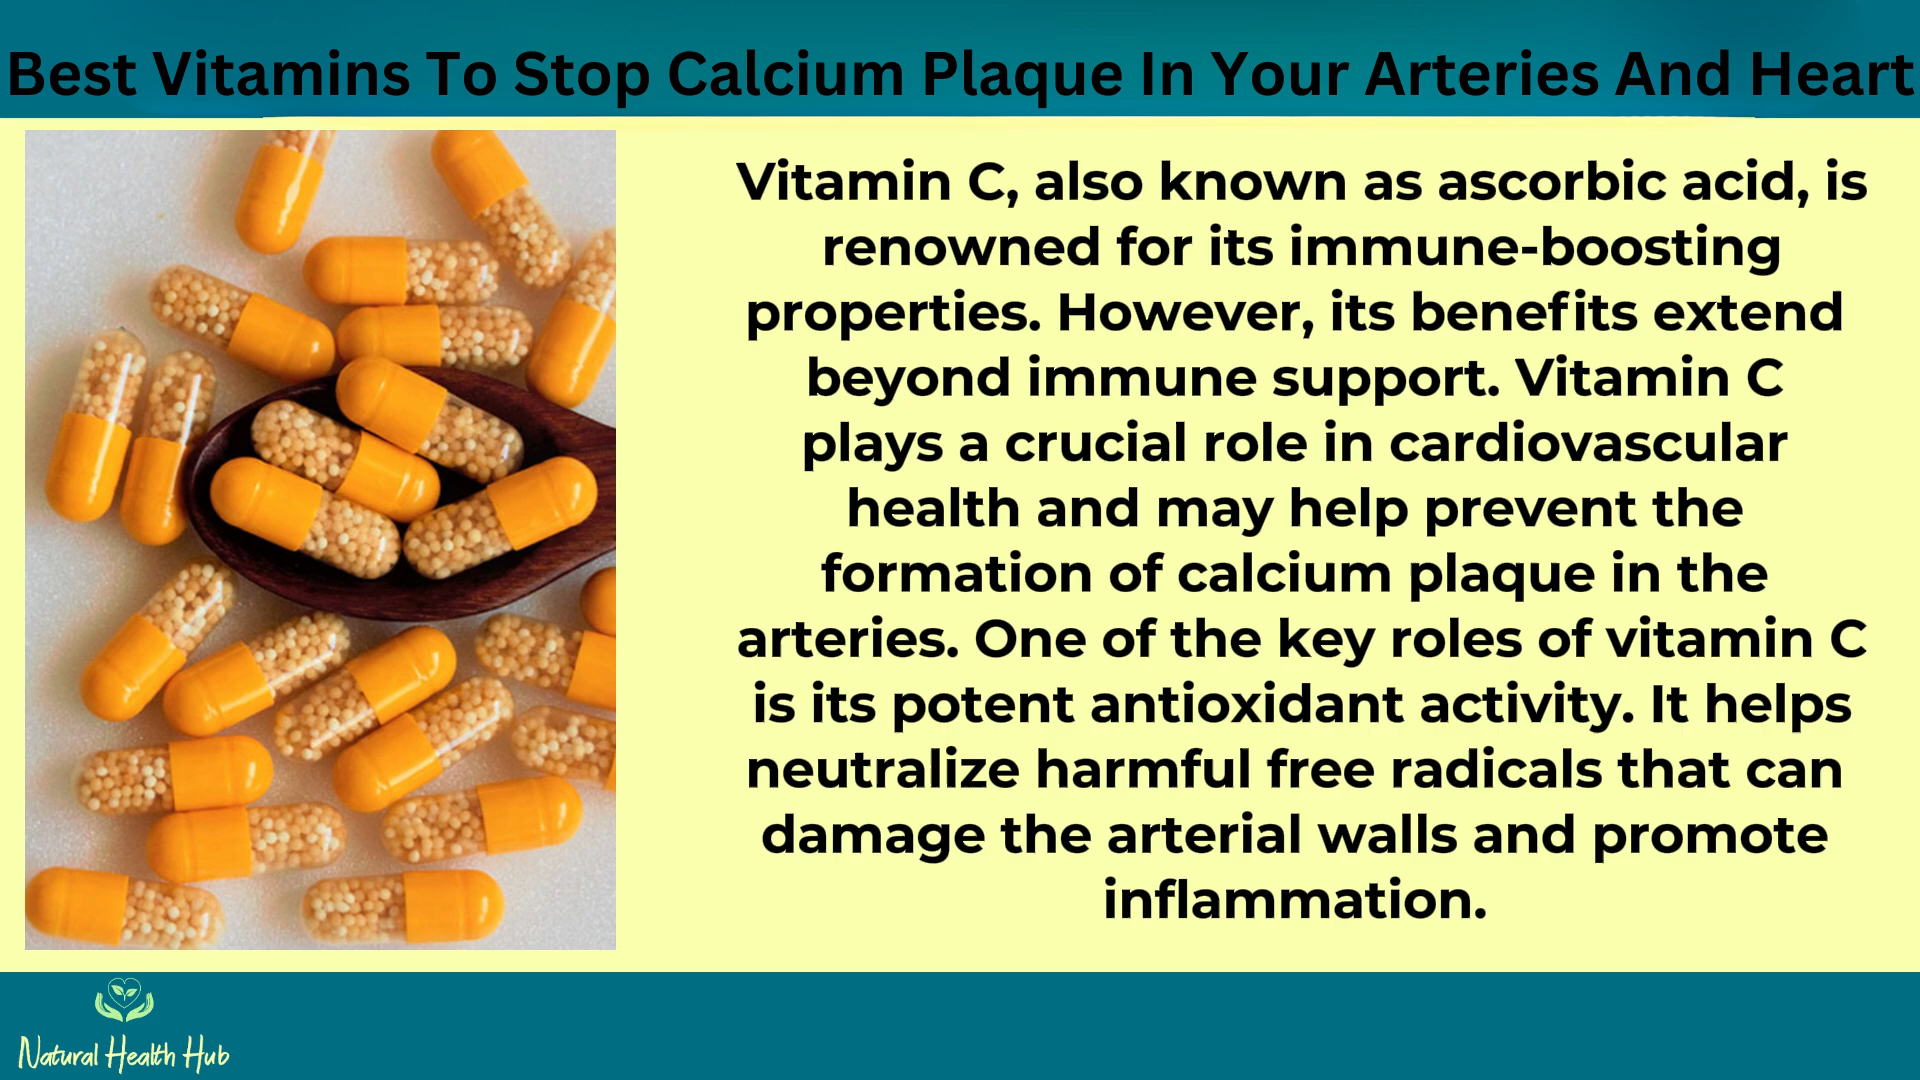 Best Vitamins To Stop Calcium Plaque In Your Arteries And Heart
Vitamin C, also known as ascorbic acid, is
renowned for its immune-boosting
properties. However, its benefits extend
beyond immune support. Vitamin C
plays a crucial role in cardiovascular
health and may help prevent the
formation of calcium plaque in the
arteries. One of the key roles of vitamin C
is its potent antioxidant activity. It helps
neutralize harmful free radicals that can
damage the arterial walls and promote
inflammation.
Natural Health Hub